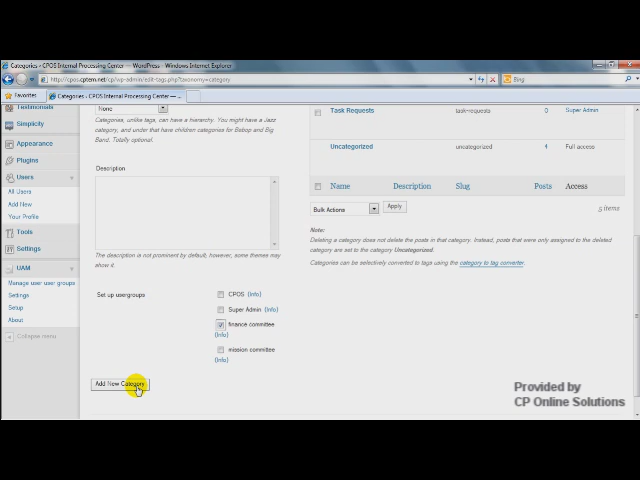 Categories ‹ CPOS Internal Processing Center — WordPress - Windows Internet Explorer
http://cpos.cptem.net/cp/wp-admin/edit-tags.php?taxonomy=category
Bing
Favorites
Categories ‹ CPOS Internal Processing Center — ...
Testimonials
Simplicity
Appearance
Plugins
Users
All Users
Add New
Your Profile
Tools
Settings
UAM
Manage user user groups
Settings
Setup
About
Collapse menu
None
Categories, unlike tags, can have a hierarchy. You might have a Jazz
category, and under that have children categories for Bebop and Big
Band. Totally optional.
Description
The description is not prominent by default; however, some themes may
show it.
Set up usergroups
CPOS (Info)
Super Admin (Info)
finance committee
(Info)
mission committee
(Info)
Add New Category
Task Requests task-requests 0 Super Admin
Uncategorized uncategorized 4 Full access
Name Description Slug Posts Access
Bulk Actions Apply 5 items
Note:
Deleting a category does not delete the posts in that category. Instead, posts that were only assigned to the deleted
category are set to the category Uncategorized.
Categories can be selectively converted to tags using the category to tag converter.
Provided by
CP Online Solutions